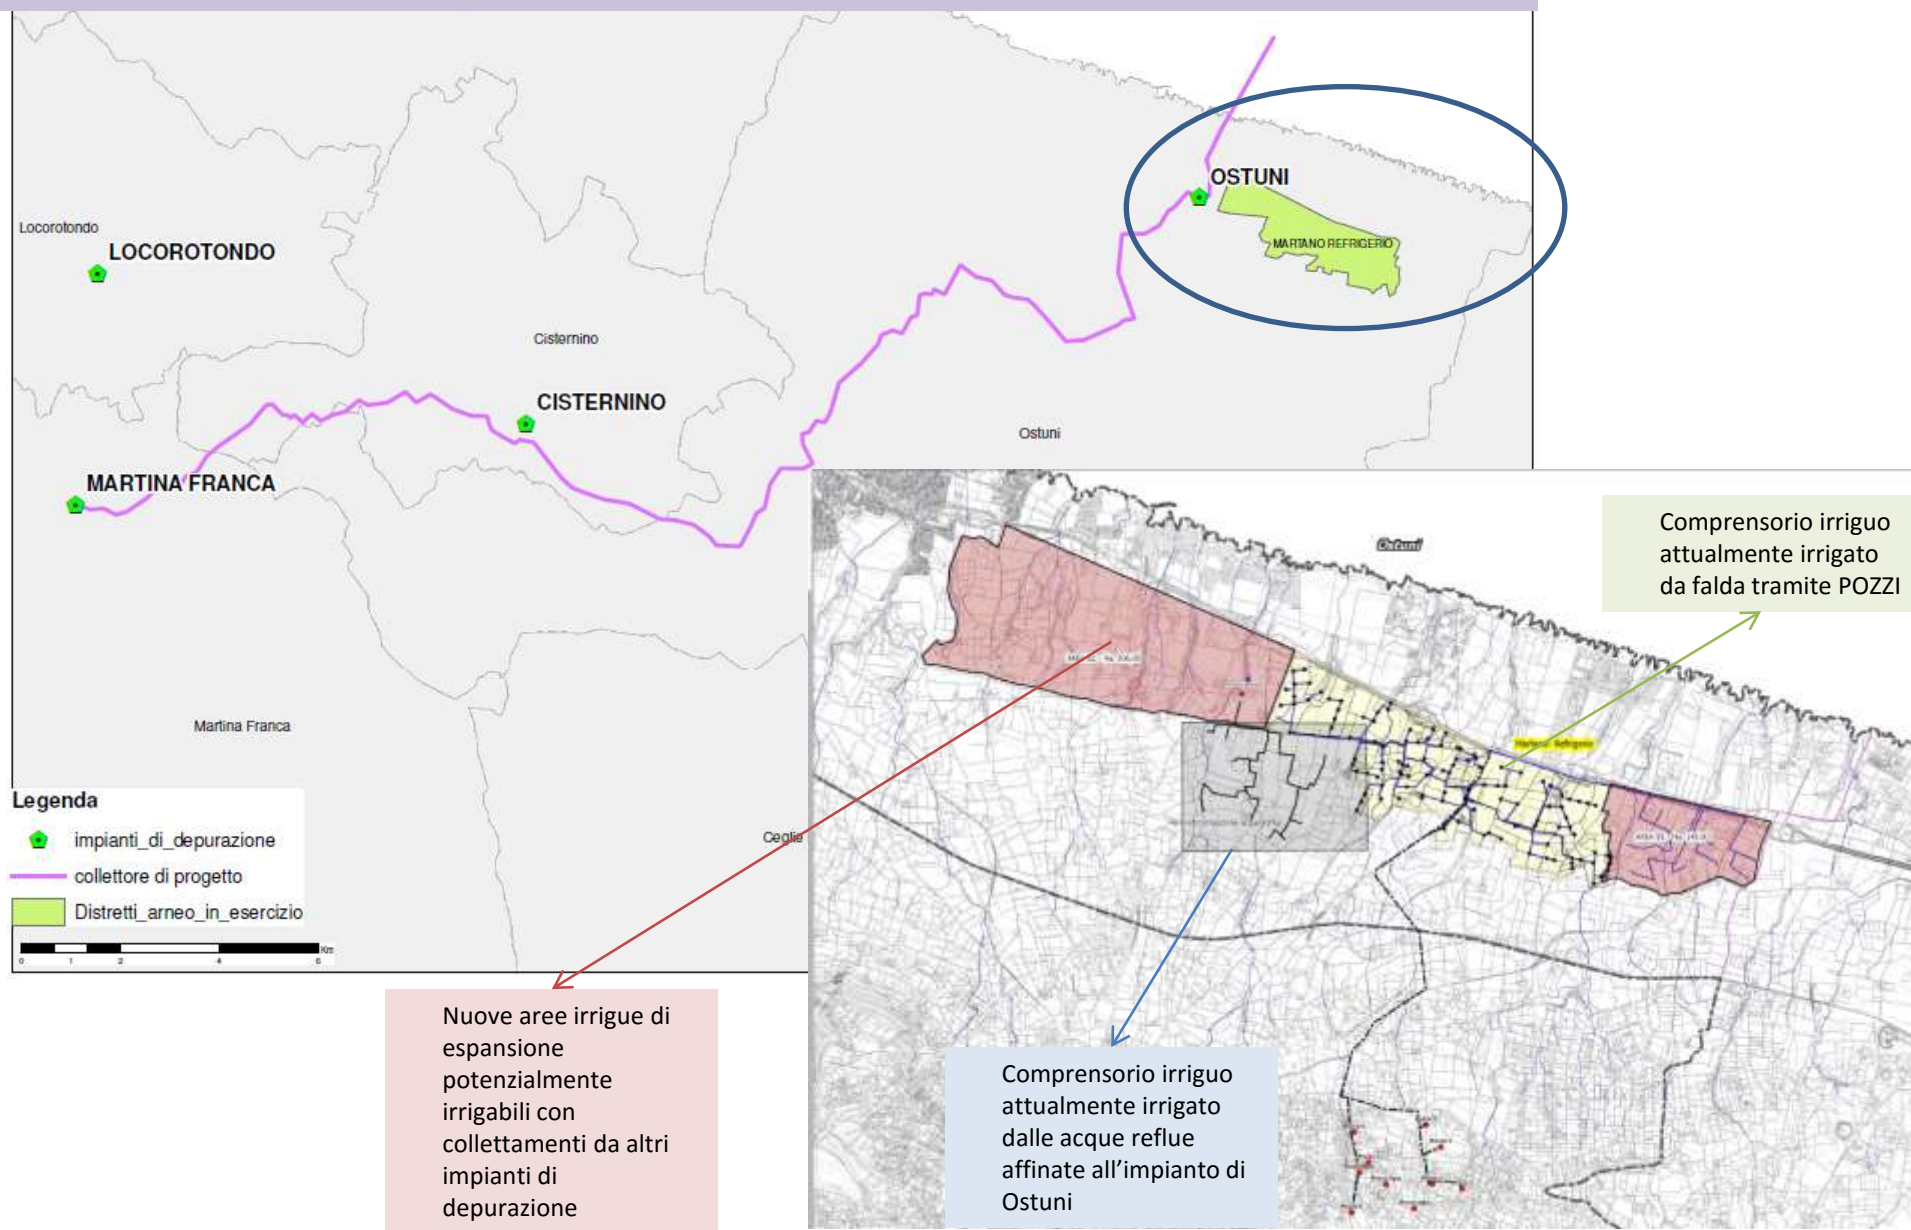 OSTUNI
MARTANO REFRIGERIO
Locorotondo
LOCOROTONDO
Cisternino
CISTERNINO
Ostuni
MARTINA FRANCA
Martina Franca
Ceglie
Legenda
impianti_di_depurazione
collettore di progetto
Distretti_arneo_in_esercizio
Km
0 1 2 4 6
Ostuni
Comprensorio irriguo
attualmente irrigato
da falda tramite POZZI
Nuove aree irrigue di
espansione
potenzialmente
irrigabili con
collettamenti da altri
impianti di
depurazione
Comprensorio irriguo
attualmente irrigato
dalle acque reflue
affinate all’impianto di
Ostuni